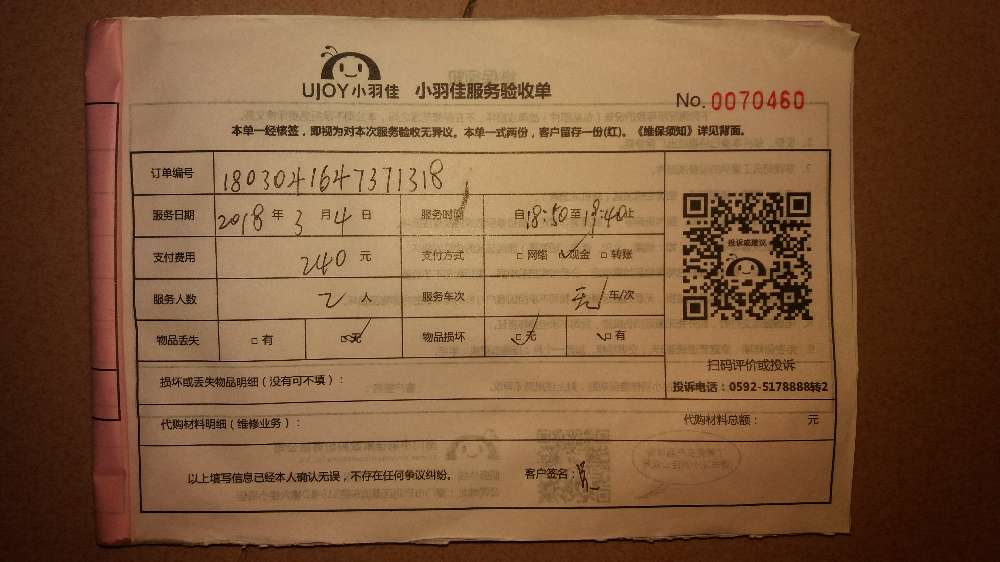 UJOY小羽佳 小羽佳服务验收单
No. 0070460
本单一经核签，即视为对本次服务验收无异议。本单一式两份，客户留存一份(红)。《维保须知》详见背面。
订单编号 1803041647371318
服务日期 2018 年 3 月 4 日 服务时间 自18:50至19:40止
支付费用 240 元 支付方式 □ 网络 ☑ 现金 □ 转账
服务人数 2 人 服务车次 无 车/次
物品丢失 □ 有 ☑ 无 物品损坏 ☑ 无 ☑ 有
投诉或建议
扫码评价或投诉
损坏或丢失物品明细（没有可不填）：
投诉电话：0592-5178888转2
代购材料明细（维修业务）： 代购材料总额： 元
以上填写信息已经本人确认无误，不存在任何争议纠纷。 客户签名：